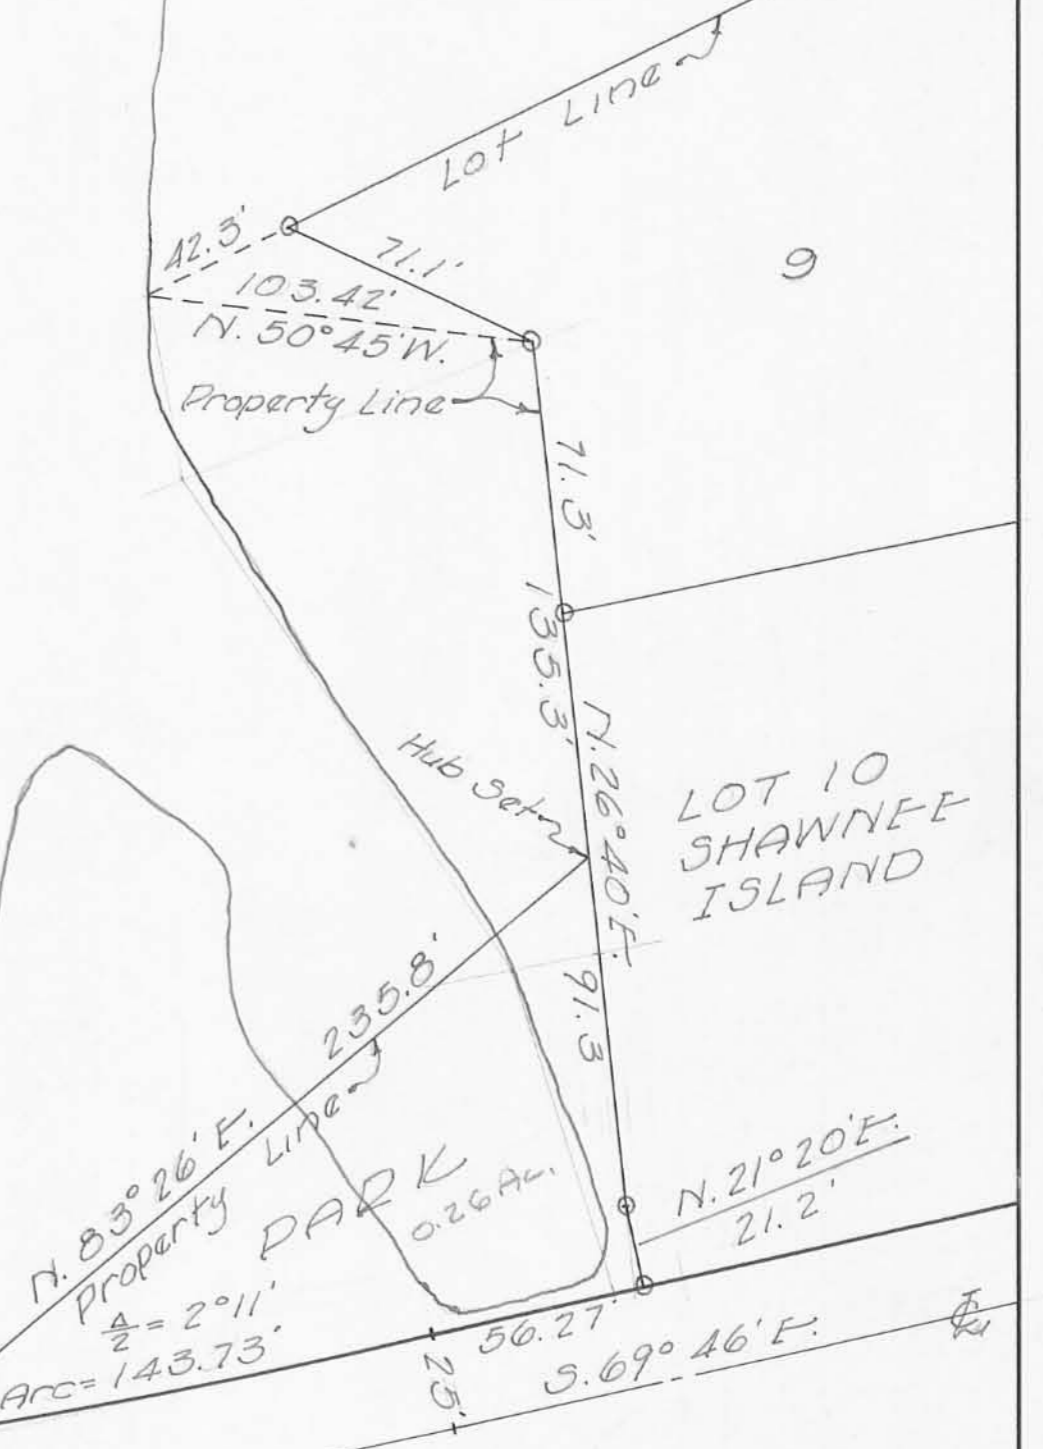 Lot Line
42.3'
71.1'
9
103.42'
N. 50°45'W.
Property Line
71.3'
135.3'
N. 26°40'E.
Hub Set
LOT 10
SHAWNEE
ISLAND
91.3
235.8'
N. 83°26'E.
Property Line
PARK
0.26 Ac.
N. 21°20'E.
21.2'
Δ/2 = 2°11'
Arc = 143.73'
56.27'
25'
S. 69° 46' E.
℄